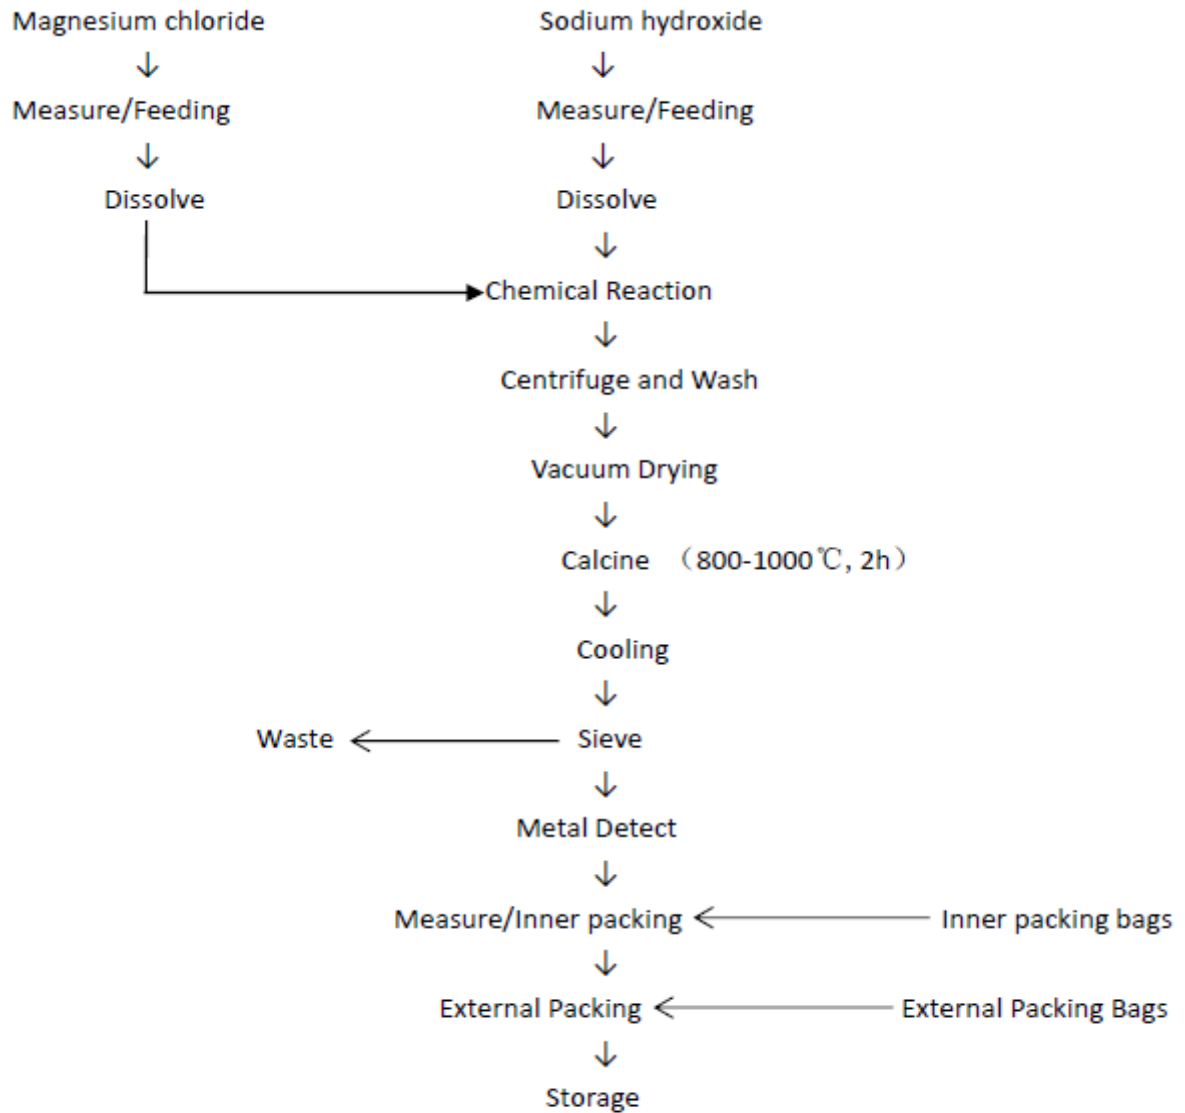 Magnesium chloride Sodium hydroxide
Measure/Feeding Measure/Feeding
Dissolve Dissolve
Chemical Reaction
Centrifuge and Wash
Vacuum Drying
Calcine （800-1000℃, 2h）
Cooling
Waste Sieve
Metal Detect
Measure/Inner packing Inner packing bags
External Packing External Packing Bags
Storage